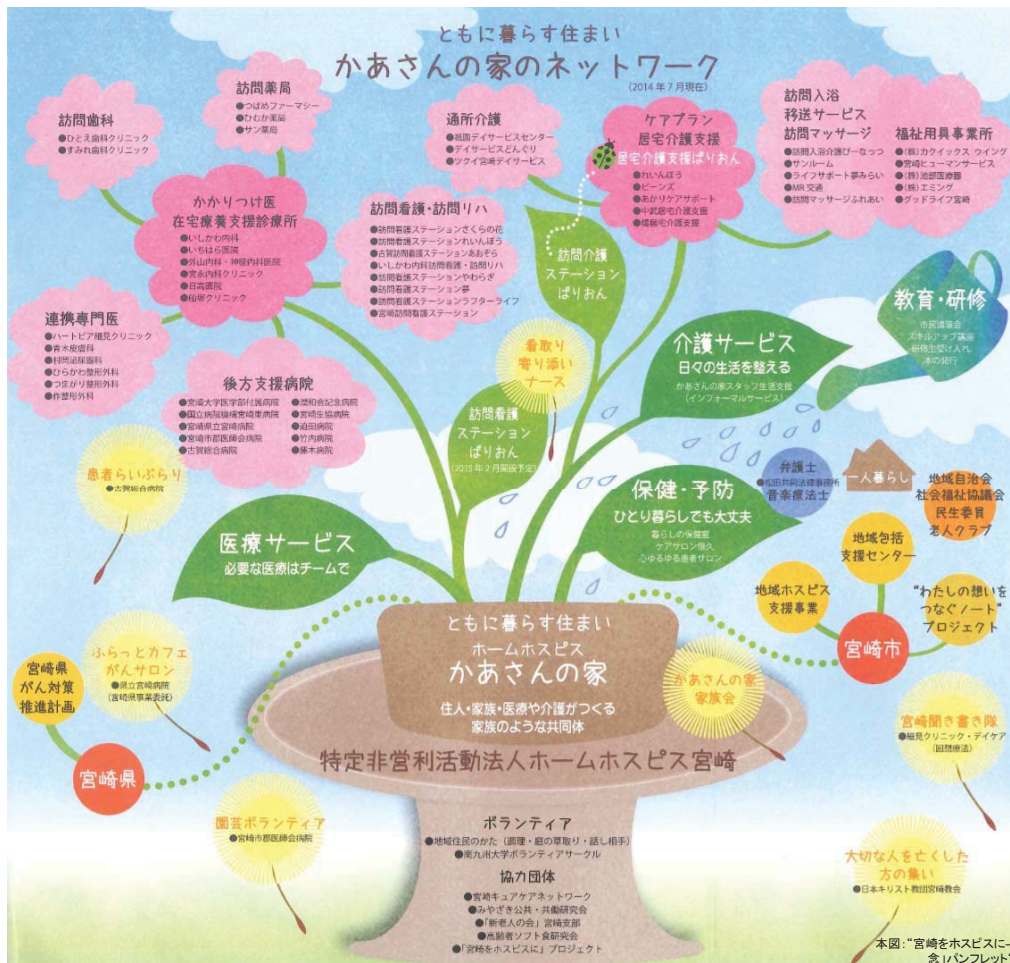 ともに暮らす住まい
かあさんの家のネットワーク
(2014年7月現在)
訪問歯科
●ひとえ歯科クリニック
●すみれ歯科クリニック
訪問薬局
●つばめファーマシー
●ひむか薬局
●サン薬局
かかりつけ医
在宅療養支援診療所
●いしかわ内科
●いちはら医院
●外山内科・神経内科医院
●宮永内科クリニック
●日高医院
●船塚クリニック
連携専門医
●ハートピア細見クリニック
●青木皮膚科
●村岡泌尿器科
●ひらかわ整形外科
●つまがり整形外科
●作整形外科
後方支援病院
●宮崎大学医学部付属病院
●国立病院機構宮崎東病院
●宮崎県立宮崎病院
●宮崎市郡医師会病院
●古賀総合病院
●潤和会記念病院
●宮崎生協病院
●迫田病院
●竹内病院
●藤木病院
訪問看護・訪問リハ
●訪問看護ステーションさくらの花
●訪問看護ステーションれいんぼう
●古賀訪問看護ステーションあおぞら
●いしかわ内科訪問看護・訪問リハ
●訪問看護ステーションやわらぎ
●訪問看護ステーション夢
●訪問看護ステーションラフターライフ
●宮崎訪問看護ステーション
通所介護
●祇園デイサービスセンター
●デイサービスどんぐり
●ツクイ宮崎デイサービス
ケアプラン
居宅介護支援
居宅介護支援ぱりおん
●れいんぼう
●ビーンズ
●あかりケアサポート
●中武居宅介護支援
●橘居宅介護支援
訪問入浴
移送サービス
訪問マッサージ
●訪問入浴介護びーなっつ
●サンルーム
●ライフサポート夢みらい
●MR交通
●訪問マッサージふれあい
福祉用具事業所
●(株)カクイックス ウイング
●宮崎ヒューマンサービス
●(株)池部医療器
●(株)エミング
●グッドライフ宮崎
訪問介護
ステーション
ぱりおん
看取り
寄り添い
ナース
訪問看護
ステーション
ぱりおん
(2015年2月開設予定)
教育・研修
市民講演会
スキルアップ講座
研修生受け入れ
本の発行
介護サービス
日々の生活を整える
かあさんの家スタッフ生活支援
(インフォーマルサービス)
保健・予防
ひとり暮らしでも大丈夫
暮らしの保健室
ケアサロン恒久
心ゆるゆる患者サロン
医療サービス
必要な医療はチームで
患者らいぶらり
●古賀総合病院
弁護士
●松田共同法律事務所
音楽療法士
一人暮らし
地域自治会
社会福祉協議会
民生委員
老人クラブ
地域包括
支援センター
地域ホスピス
支援事業
"わたしの想いを
つなぐノート"
プロジェクト
宮崎市
ふらっとカフェ
がんサロン
●県立宮崎病院
(宮崎県事業委託)
宮崎県
がん対策
推進計画
宮崎県
ともに暮らす住まい
ホームホスピス
かあさんの家
住人・家族・医療や介護がつくる
家族のような共同体
かあさんの家
家族会
特定非営利活動法人ホームホスピス宮崎
宮崎聞き書き隊
●細見クリニック・デイケア
(回想療法)
園芸ボランティア
●宮崎市郡医師会病院
ボランティア
●地域住民のかた(調理・庭の草取り・話し相手)
●南九州大学ボランティアサークル
協力団体
●宮崎キュアケアネットワーク
●みやざき公共・共働研究会
●「新老人の会」宮崎支部
●高齢者ソフト食研究会
●「宮崎をホスピスに」プロジェクト
大切な人を亡くした
方の集い
●日本キリスト教団宮崎教会
本図:"宮崎をホスピスに-
念」パンフレット"